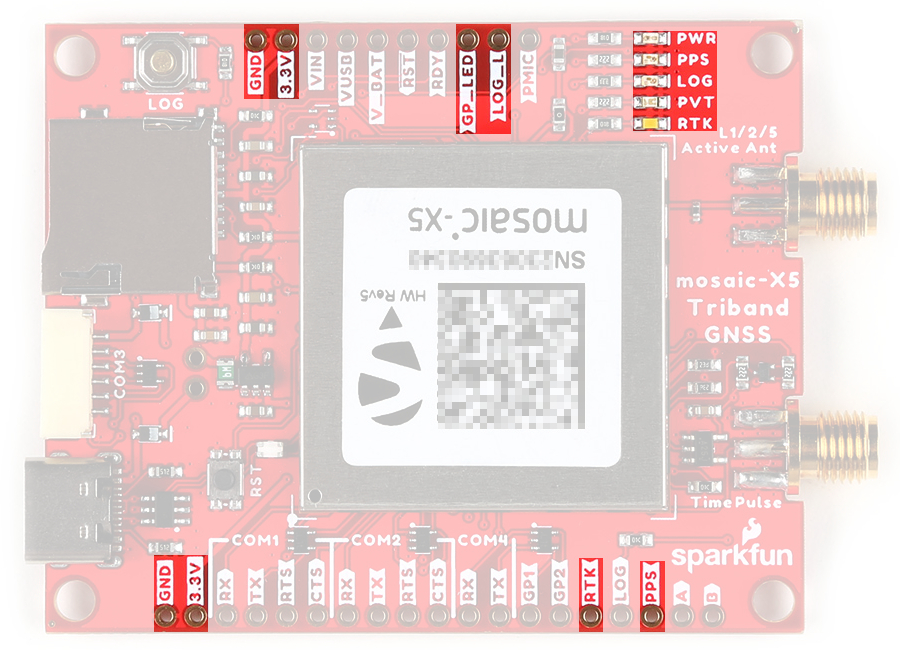 GND
3.3V
VIN
VUSB
V_BAT
RST
RDY
GP_LED
LOG_L
PMIC
PWR
PPS
LOG
PVT
RTK
LOG
L1/2/5
Active Ant
mosaic-X5
HW Rev5
mosaic-X5
Triband
GNSS
COM3
RST
TimePulse
COM1
COM2
COM4
sparkfun
GND
3.3V
RX
TX
RTS
CTS
RX
TX
RTS
CTS
RX
TX
GP1
GP2
RTK
LOG
PPS
A
B